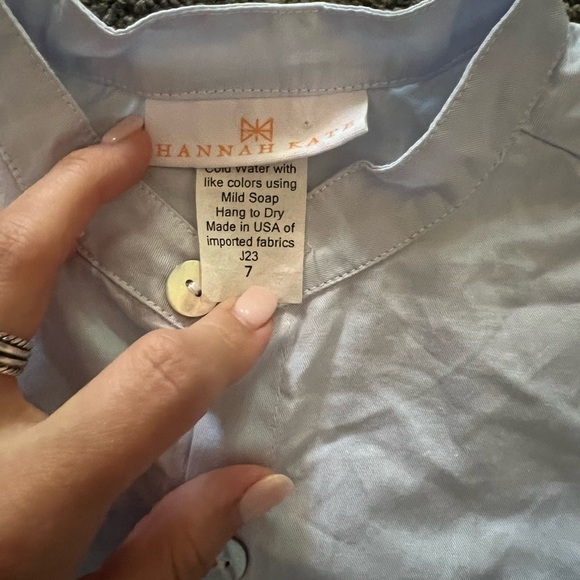 HANNAH KATE
Cold Water with
like colors using
Mild Soap
Hang to Dry
Made in USA of
imported fabrics
J23
7